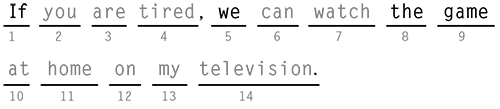 If you are tired, we can watch the game
1 2 3 4 5 6 7 8 9
at home on my television.
10 11 12 13 14